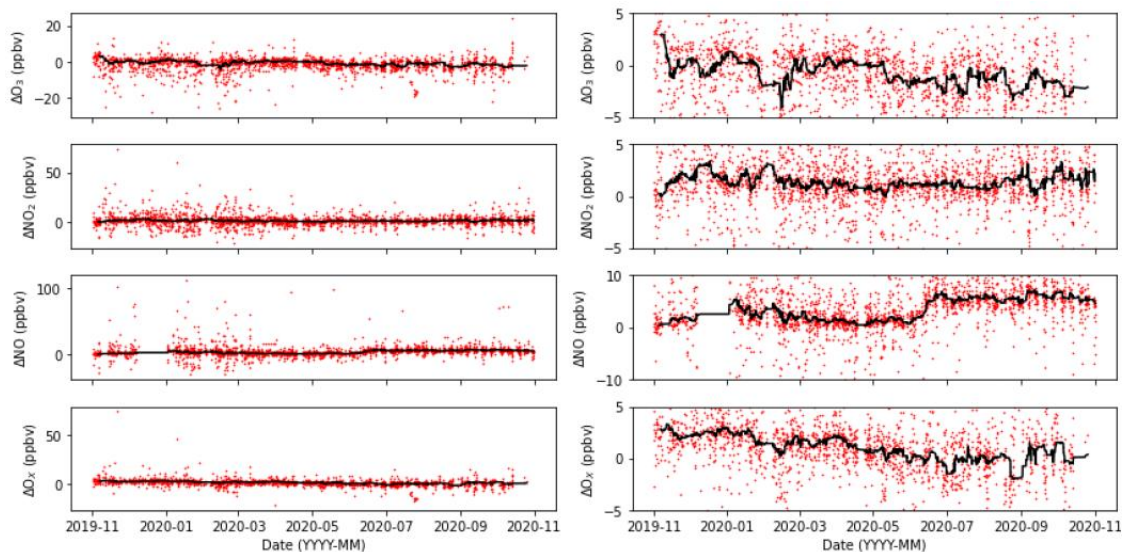 20
0
−20
ΔO₃ (ppbv)
5
0
−5
ΔO₃ (ppbv)
50
0
ΔNO₂ (ppbv)
5
0
−5
ΔNO₂ (ppbv)
100
50
0
ΔNO (ppbv)
10
0
−10
ΔNO (ppbv)
50
0
ΔOₓ (ppbv)
2019-11 2020-01 2020-03 2020-05 2020-07 2020-09 2020-11
Date (YYYY-MM)
5
0
−5
ΔOₓ (ppbv)
2019-11 2020-01 2020-03 2020-05 2020-07 2020-09 2020-11
Date (YYYY-MM)